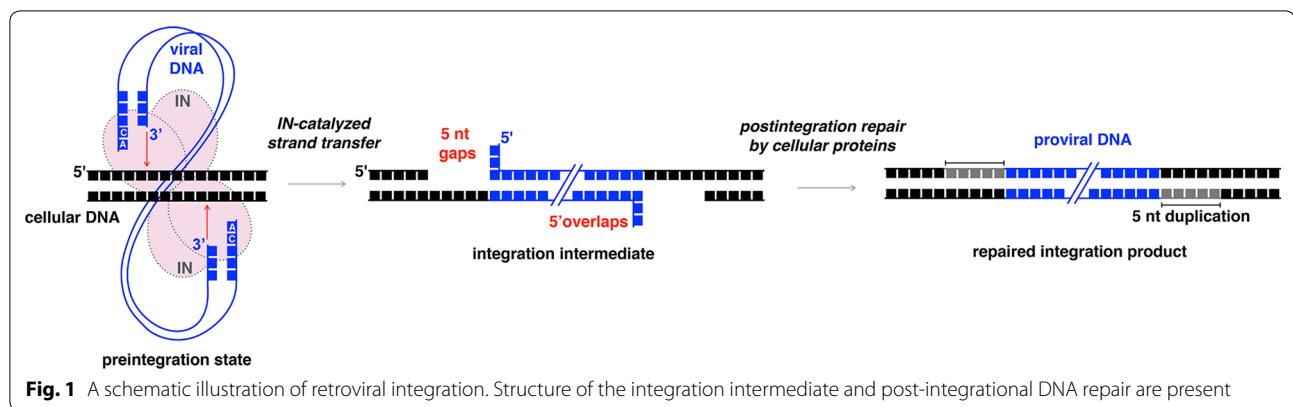 viral
DNA
IN
C
A
3'
5'
cellular DNA
3'
A
C
IN
preintegration state
IN-catalyzed
strand transfer
5 nt
gaps
5'
5'overlaps
integration intermediate
postintegration repair
by cellular proteins
proviral DNA
5 nt duplication
repaired integration product
Fig. 1 A schematic illustration of retroviral integration. Structure of the integration intermediate and post-integrational DNA repair are present